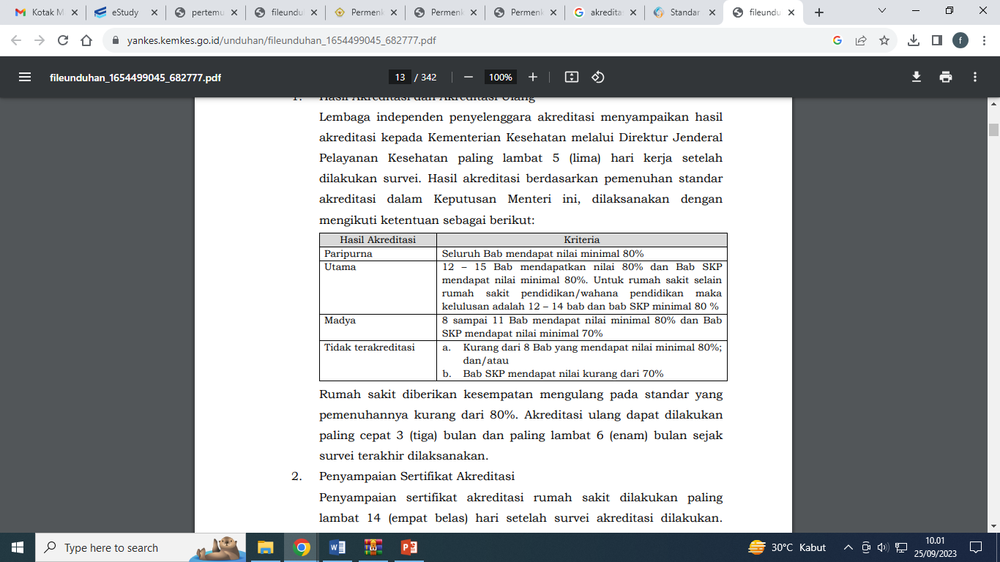 Kotak M
eStudy
pertemu
fileundu
Permenk
Permenk
Permenk
akredita
Standar
fileundu
yankes.kemkes.go.id/unduhan/fileunduhan_1654499045_682777.pdf
f
fileunduhan_1654499045_682777.pdf
13 / 342
100%
1. Hasil Akreditasi dan Akreditasi Ulang
Lembaga independen penyelenggara akreditasi menyampaikan hasil
akreditasi kepada Kementerian Kesehatan melalui Direktur Jenderal
Pelayanan Kesehatan paling lambat 5 (lima) hari kerja setelah
dilakukan survei. Hasil akreditasi berdasarkan pemenuhan standar
akreditasi dalam Keputusan Menteri ini, dilaksanakan dengan
mengikuti ketentuan sebagai berikut:
Hasil Akreditasi Kriteria
Paripurna Seluruh Bab mendapat nilai minimal 80%
Utama 12 – 15 Bab mendapatkan nilai 80% dan Bab SKP
mendapat nilai minimal 80%. Untuk rumah sakit selain
rumah sakit pendidikan/wahana pendidikan maka
kelulusan adalah 12 – 14 bab dan bab SKP minimal 80 %
Madya 8 sampai 11 Bab mendapat nilai minimal 80% dan Bab
SKP mendapat nilai minimal 70%
Tidak terakreditasi a. Kurang dari 8 Bab yang mendapat nilai minimal 80%;
dan/atau
b. Bab SKP mendapat nilai kurang dari 70%
Rumah sakit diberikan kesempatan mengulang pada standar yang
pemenuhannya kurang dari 80%. Akreditasi ulang dapat dilakukan
paling cepat 3 (tiga) bulan dan paling lambat 6 (enam) bulan sejak
survei terakhir dilaksanakan.
2. Penyampaian Sertifikat Akreditasi
Penyampaian sertifikat akreditasi rumah sakit dilakukan paling
lambat 14 (empat belas) hari setelah survei akreditasi dilakukan.
Type here to search
30°C Kabut
10.01
25/09/2023